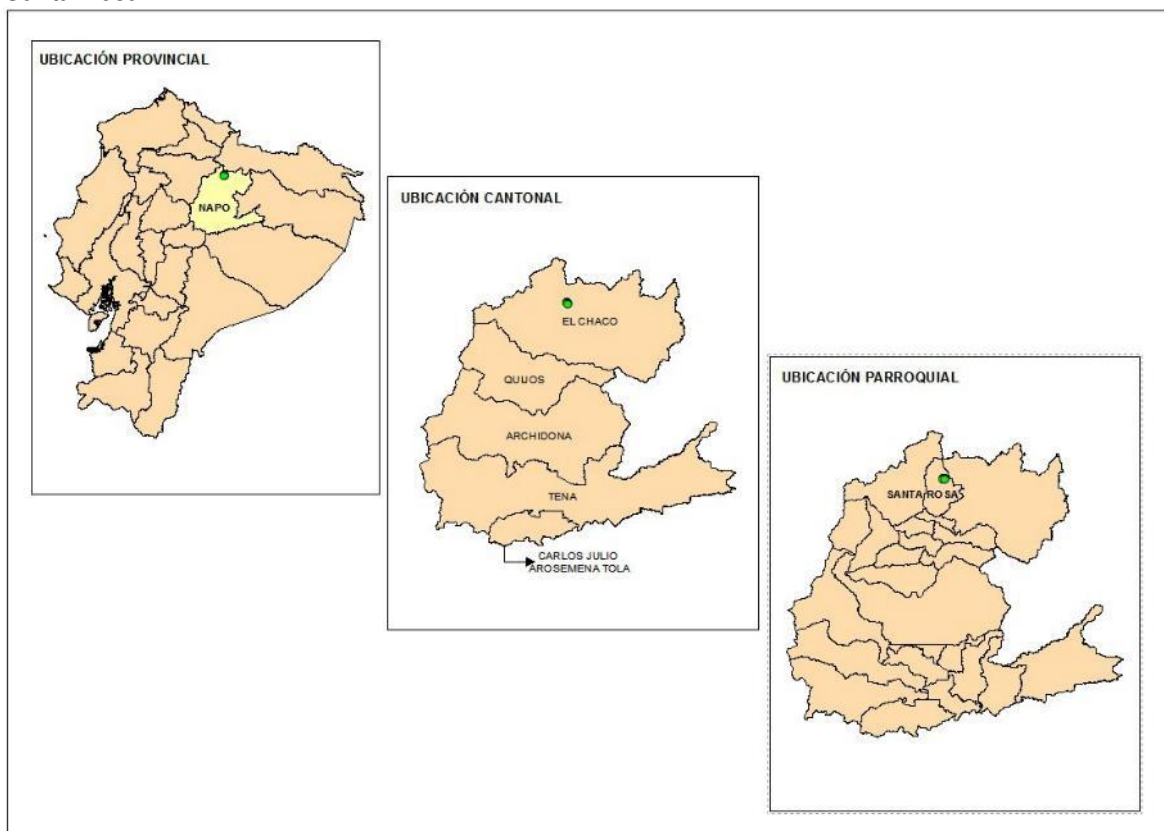 UBICACIÓN PROVINCIAL
NAPO
UBICACIÓN CANTONAL
EL CHACO
QUIJOS
ARCHIDONA
TENA
CARLOS JULIO
AROSEMENA TOLA
UBICACIÓN PARROQUIAL
SANTA ROSA